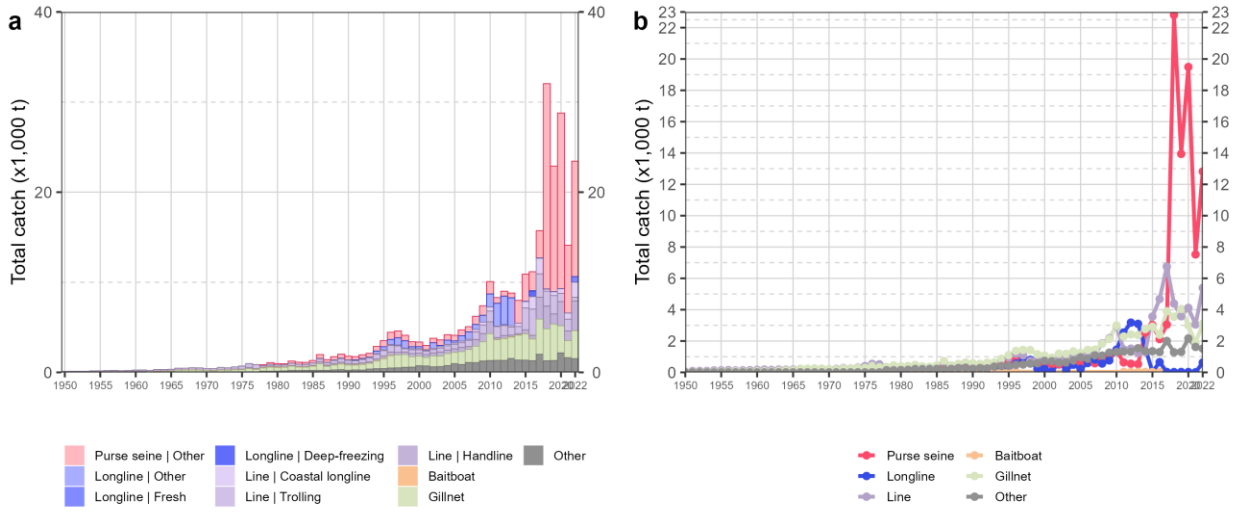 a
Total catch (x1,000 t)
40
20
0
40
20
0
1950 1955 1960 1965 1970 1975 1980 1985 1990 1995 2000 2005 2010 2015 2020 2022
Purse seine | Other
Longline | Other
Longline | Fresh
Longline | Deep-freezing
Line | Coastal longline
Line | Trolling
Line | Handline
Baitboat
Gillnet
Other
b
Total catch (x1,000 t)
23
22
20
18
16
14
12
10
8
6
4
2
0
23
22
20
18
16
14
12
10
8
6
4
2
0
1950 1955 1960 1965 1970 1975 1980 1985 1990 1995 2000 2005 2010 2015 2020 2022
Purse seine
Longline
Line
Baitboat
Gillnet
Other